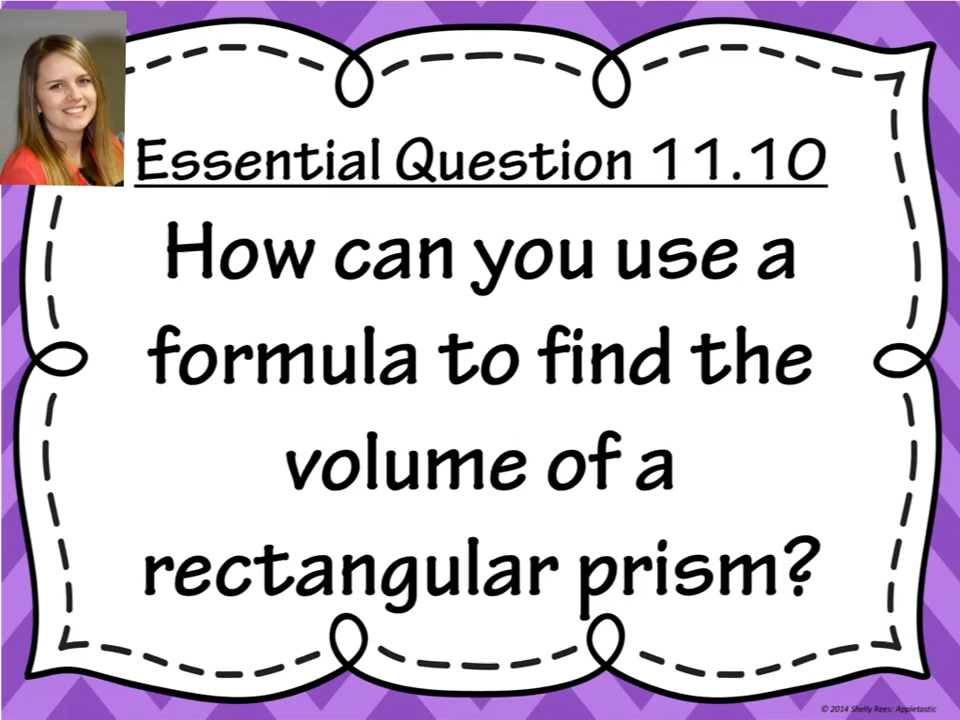 Essential Question 11.10
How can you use a
formula to find the
volume of a
rectangular prism?
© 2014 Shelly Rees: Appletastic